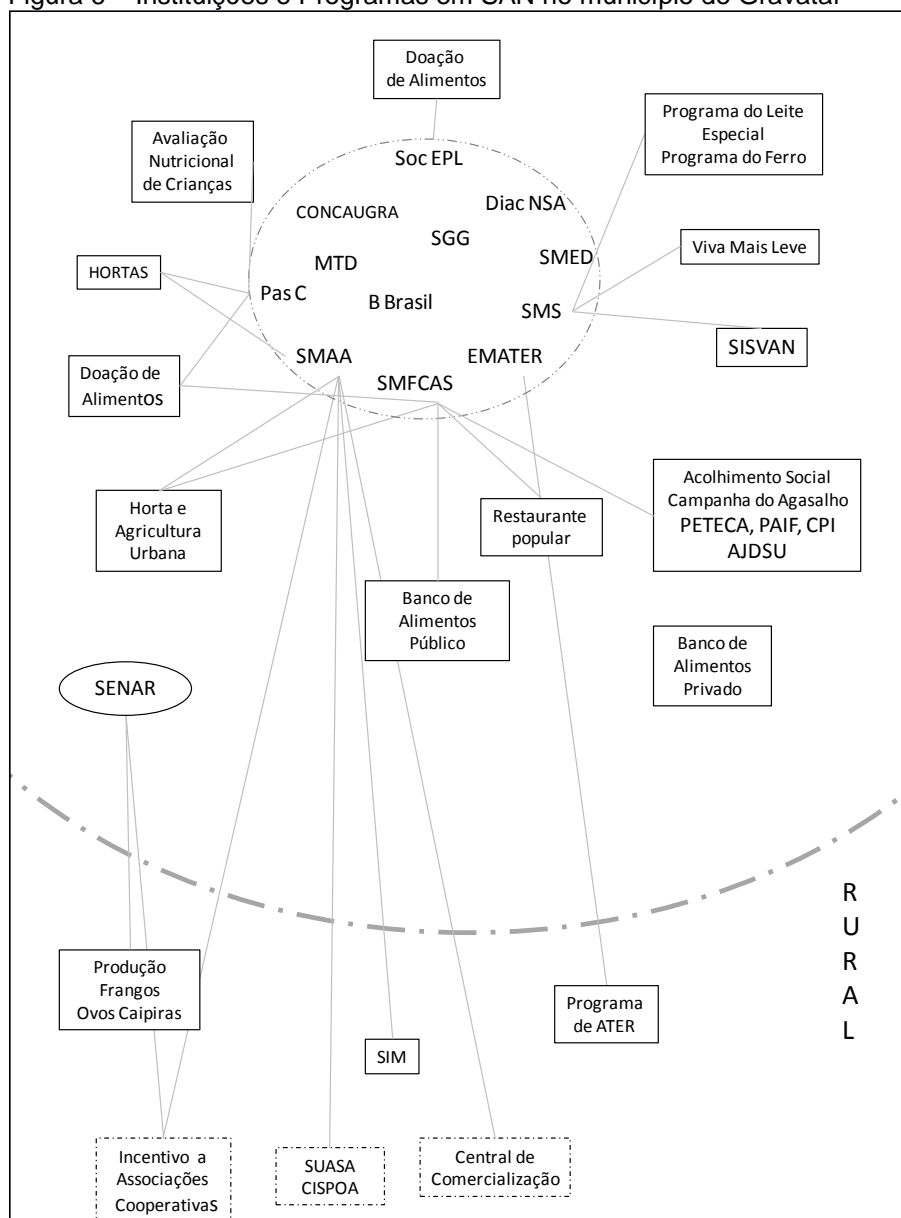 Figura 3 – Instituições e Programas em SAN no município de Gravataí
Doação
de Alimentos
Programa do Leite
Especial
Programa do Ferro
Avaliação
Nutricional
de Crianças
Soc EPL
Diac NSA
CONCAUGRA
SGG
SMED
Viva Mais Leve
MTD
HORTAS
Pas C
B Brasil
SMS
SISVAN
SMAA
EMATER
Doação de
Alimentos
SMFCAS
Acolhimento Social
Campanha do Agasalho
PETECA, PAIF, CPI
AJDSU
Horta e
Agricultura
Urbana
Restaurante
popular
Banco de
Alimentos
Público
Banco de
Alimentos
Privado
SENAR
R
U
R
A
L
Produção
Frangos
Ovos Caipiras
Programa
de ATER
SIM
Incentivo a
Associações
Cooperativas
SUASA
CISPOA
Central de
Comercialização